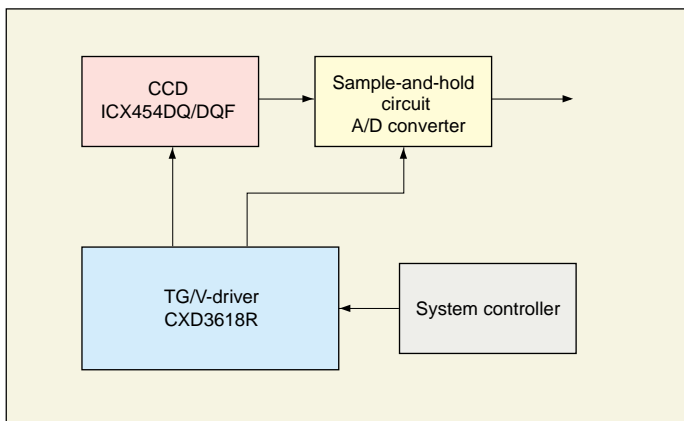 CCD
ICX454DQ/DQF
Sample-and-hold
circuit
A/D converter
TG/V-driver
CXD3618R
System controller